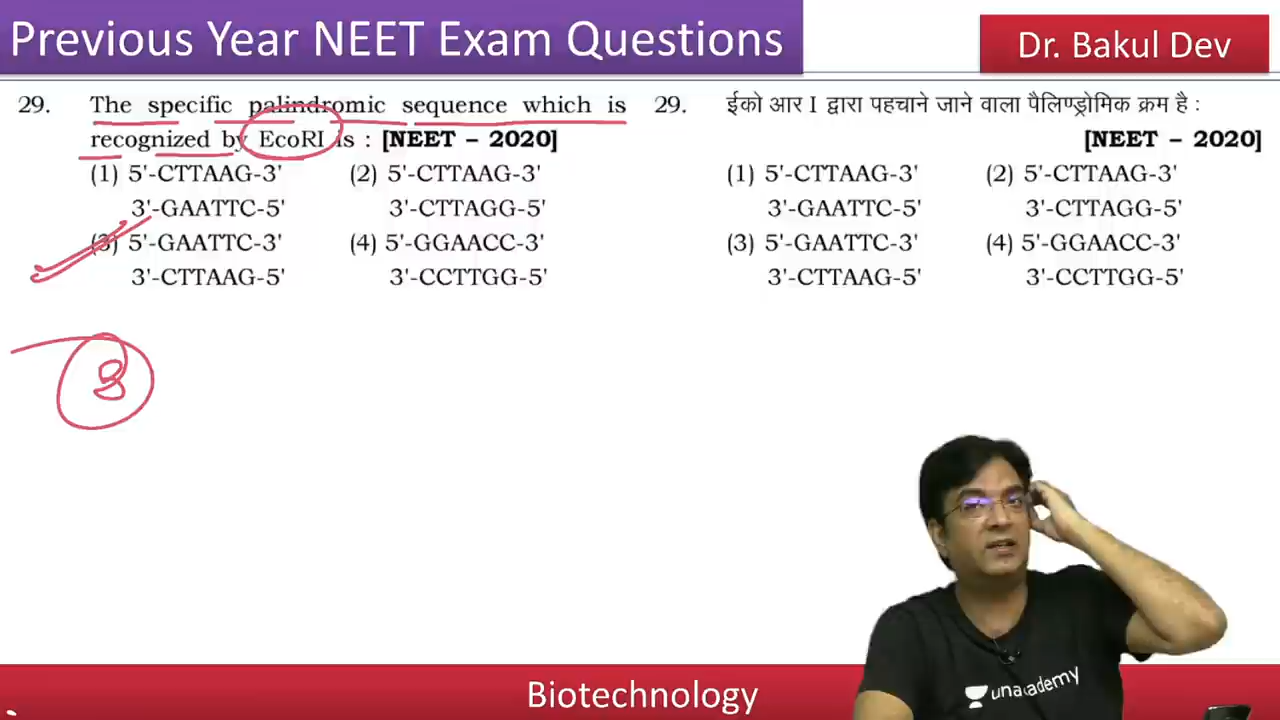 Previous Year NEET Exam Questions
Dr. Bakul Dev
29. The specific palindromic sequence which is
recognized by EcoRI is : [NEET – 2020]
(1) 5'-CTTAAG-3' (2) 5'-CTTAAG-3'
3'-GAATTC-5' 3'-CTTAGG-5'
(3) 5'-GAATTC-3' (4) 5'-GGAACC-3'
3'-CTTAAG-5' 3'-CCTTGG-5'
3
29. ईको आर I द्वारा पहचाने जाने वाला पैलिण्ड्रोमिक क्रम है :
[NEET – 2020]
(1) 5'-CTTAAG-3' (2) 5'-CTTAAG-3'
3'-GAATTC-5' 3'-CTTAGG-5'
(3) 5'-GAATTC-3' (4) 5'-GGAACC-3'
3'-CTTAAG-5' 3'-CCTTGG-5'
unacademy
Biotechnology